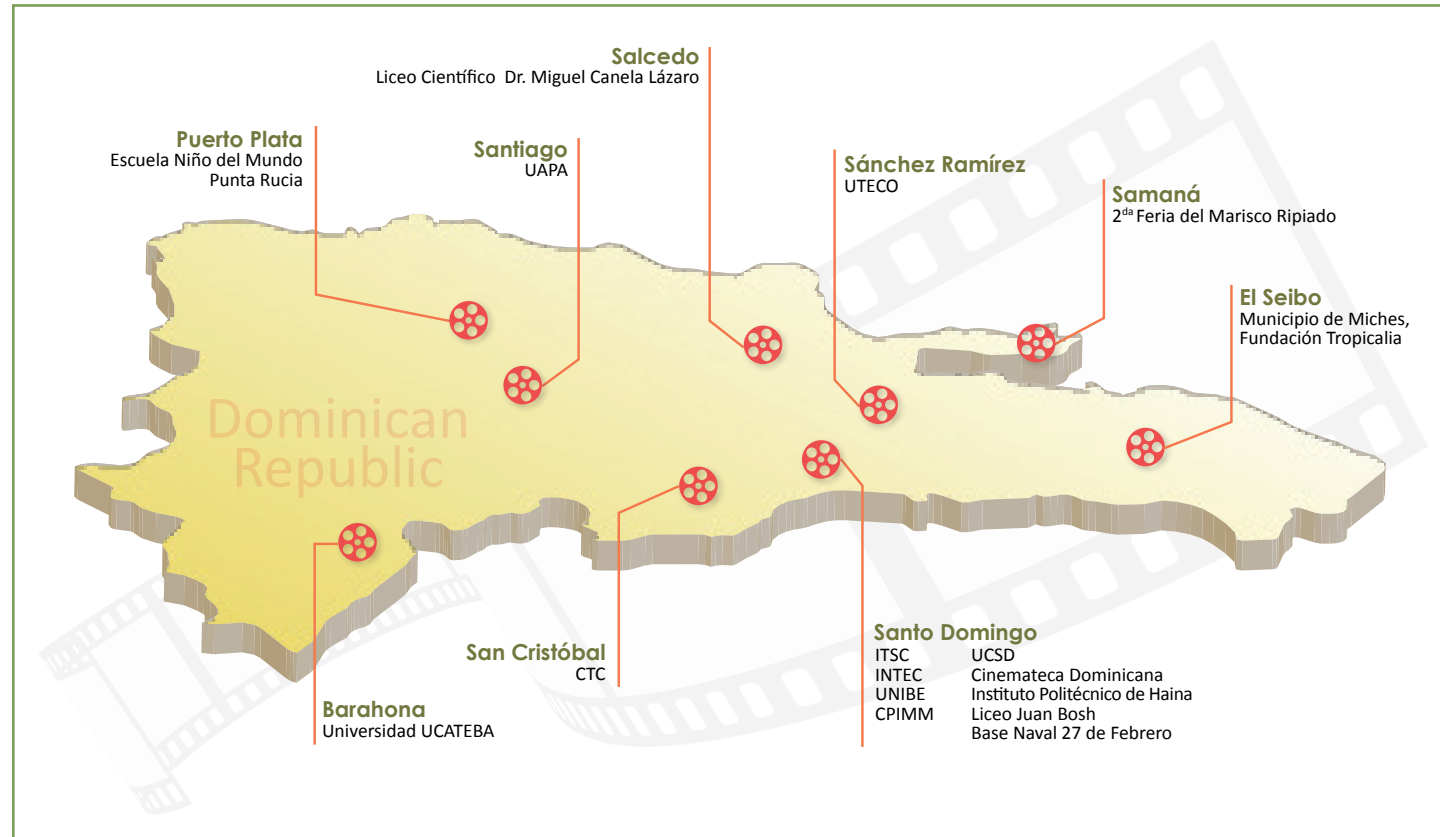 Salcedo
Liceo Científico Dr. Miguel Canela Lázaro
Puerto Plata
Escuela Niño del Mundo
Punta Rucia
Santiago
UAPA
Sánchez Ramírez
UTECO
Samaná
2da Feria del Marisco Ripiado
El Seibo
Municipio de Miches,
Fundación Tropicalia
Dominican
Republic
San Cristóbal
CTC
Barahona
Universidad UCATEBA
Santo Domingo
ITSC UCSD
INTEC Cinemateca Dominicana
UNIBE Instituto Politécnico de Haina
CPIMM Liceo Juan Bosh
Base Naval 27 de Febrero